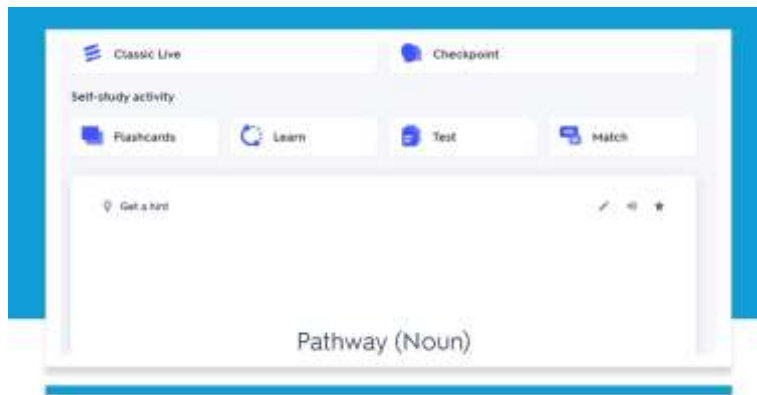 Classic Live Checkpoint
Self-study activity
Flashcards Learn Test Match
Get a hint
Pathway (Noun)